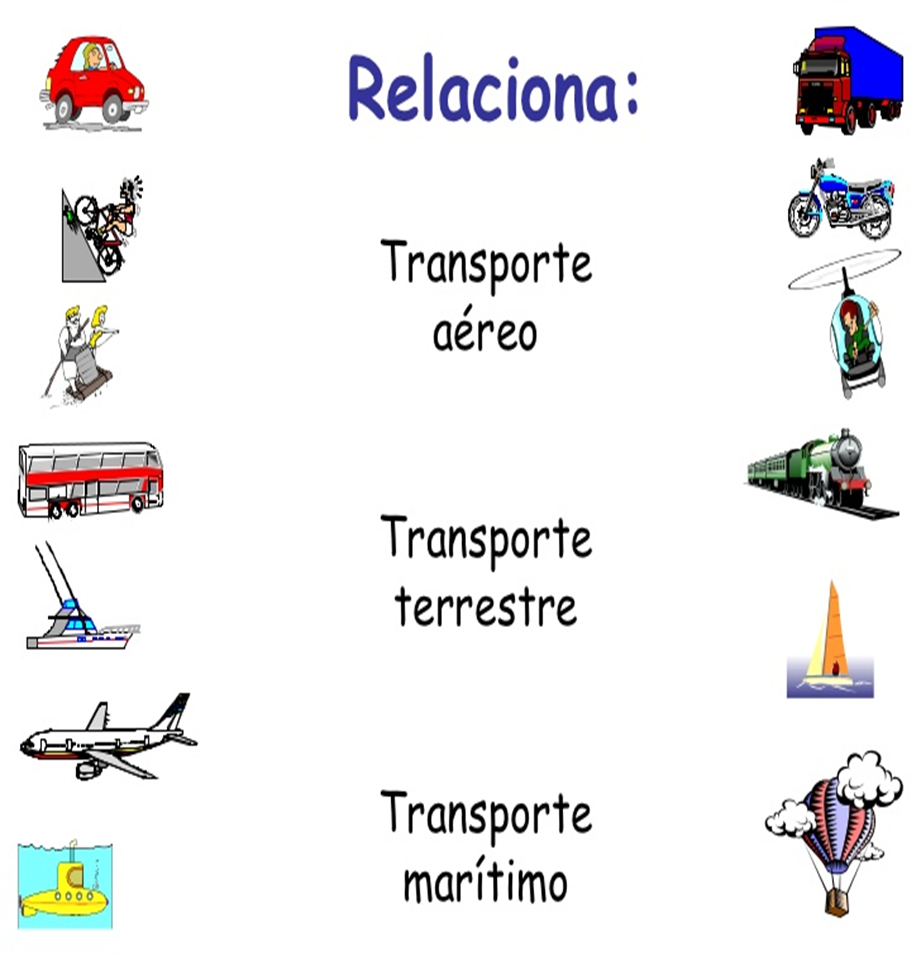 Relaciona:
Transporte
aéreo
Transporte
terrestre
Transporte
marítimo